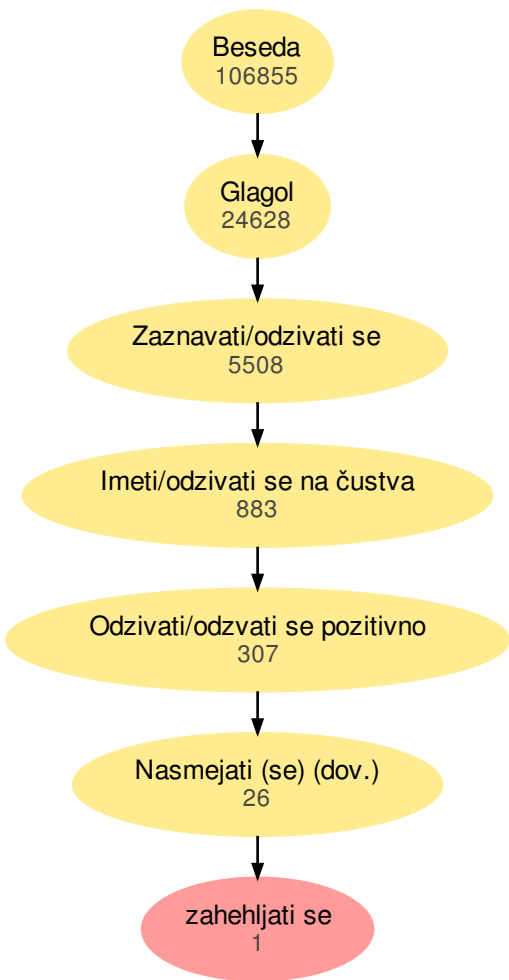 Beseda
106855
Glagol
24628
Zaznavati/odzivati se
5508
Imeti/odzivati se na čustva
883
Odzivati/odzvati se pozitivno
307
Nasmejati (se) (dov.)
26
zahehljati se
1